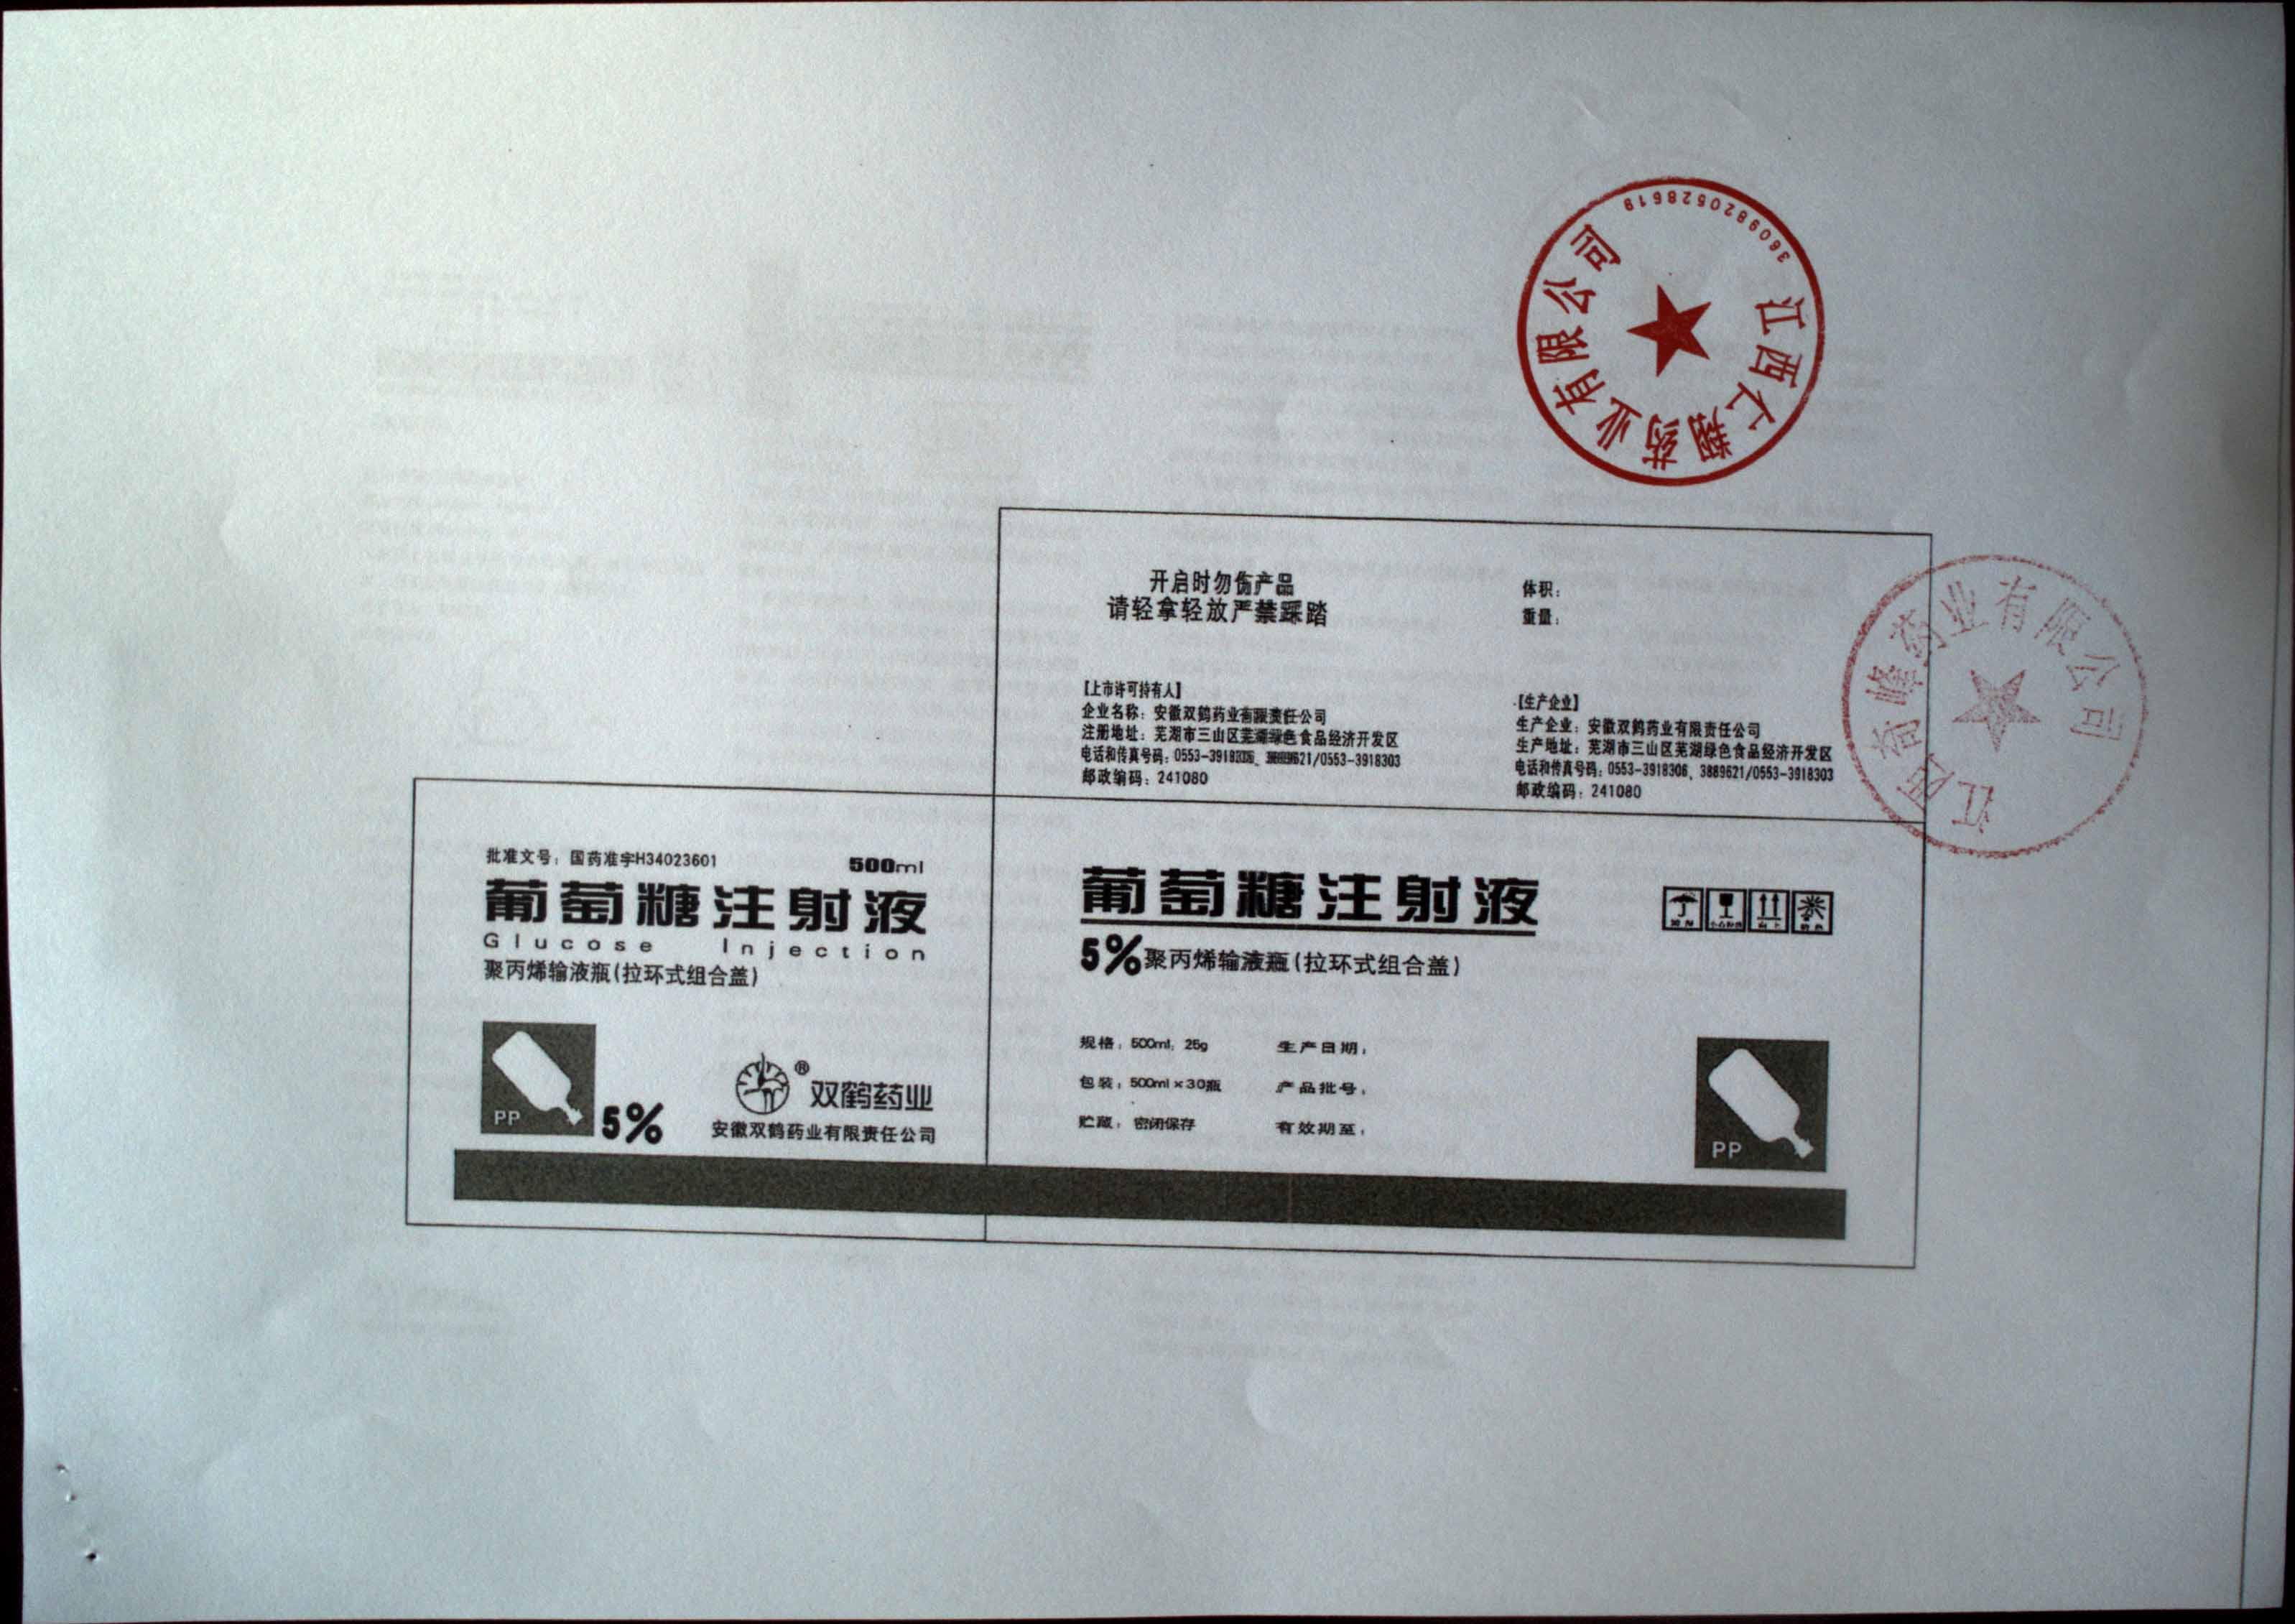 3609820528619
江西仁翔药业有限公司
开启时勿伤产品
请轻拿轻放严禁踩踏
体积：
重量：
【上市许可持有人】
企业名称：安徽双鹤药业有限责任公司
注册地址：芜湖市三山区芜湖绿色食品经济开发区
电话和传真号码：0553-3918306、3889621/0553-3918303
邮政编码：241080
【生产企业】
生产企业：安徽双鹤药业有限责任公司
生产地址：芜湖市三山区芜湖绿色食品经济开发区
电话和传真号码：0553-3918306、3889621/0553-3918303
邮政编码：241080
药业有限公司
批准文号：国药准字H34023601
500ml
葡萄糖注射液
Glucose Injection
聚丙烯输液瓶(拉环式组合盖)
PP
5%
®双鹤药业
安徽双鹤药业有限责任公司
葡萄糖注射液
5%聚丙烯输液瓶(拉环式组合盖)
规格：500ml：25g
生产日期：
包装：500ml×30瓶
产品批号：
贮藏：密闭保存
有效期至：
PP